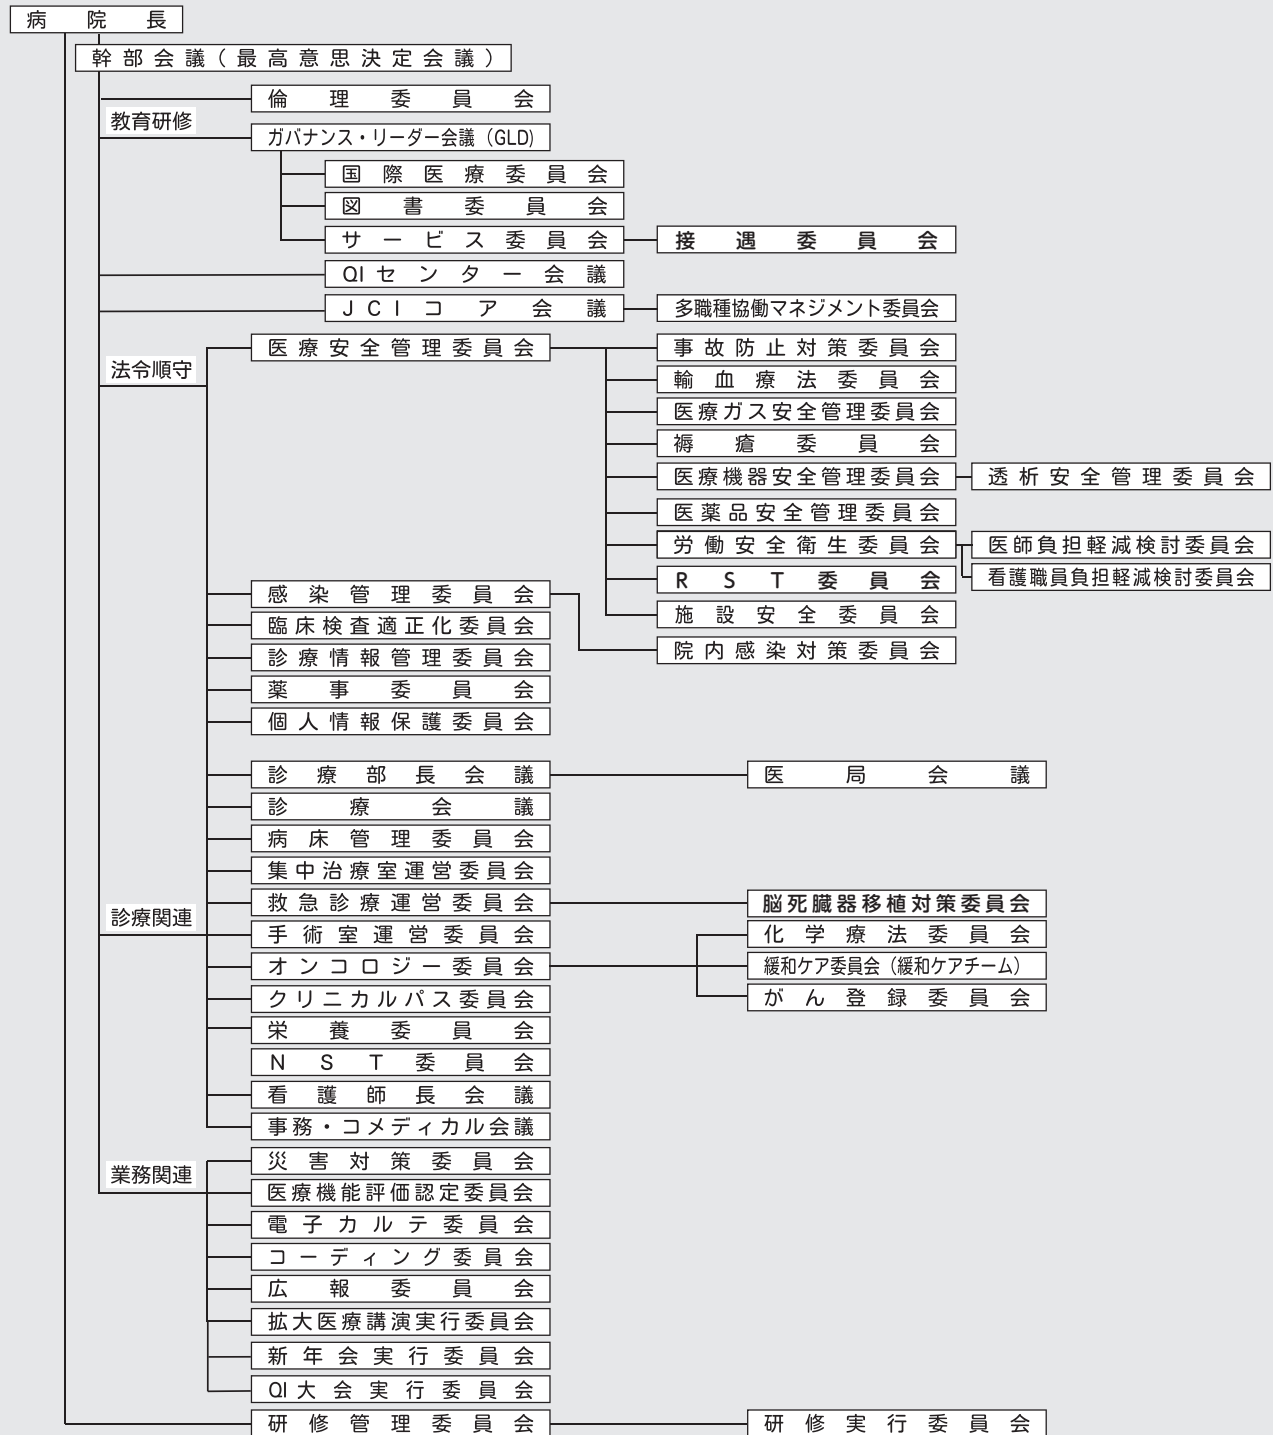 病院長
幹部会議(最高意思決定会議)
倫理委員会
教育研修
ガバナンス・リーダー会議(GLD)
国際医療委員会
図書委員会
サービス委員会 接遇委員会
QIセンター会議
JCIコア会議 多職種協働マネジメント委員会
医療安全管理委員会 事故防止対策委員会
法令順守
輸血療法委員会
医療ガス安全管理委員会
褥瘡委員会
医療機器安全管理委員会 透析安全管理委員会
医薬品安全管理委員会
労働安全衛生委員会 医師負担軽減検討委員会
RST委員会 看護職員負担軽減検討委員会
感染管理委員会 施設安全委員会
臨床検査適正化委員会
診療情報管理委員会 院内感染対策委員会
薬事委員会
個人情報保護委員会
診療部長会議 医局会議
診療会議
病床管理委員会
集中治療室運営委員会
救急診療運営委員会 脳死臓器移植対策委員会
診療関連
手術室運営委員会 化学療法委員会
オンコロジー委員会 緩和ケア委員会(緩和ケアチーム)
クリニカルパス委員会 がん登録委員会
栄養委員会
NST委員会
看護師長会議
事務・コメディカル会議
災害対策委員会
業務関連
医療機能評価認定委員会
電子カルテ委員会
コーディング委員会
広報委員会
拡大医療講演実行委員会
新年会実行委員会
QI大会実行委員会
研修管理委員会 研修実行委員会